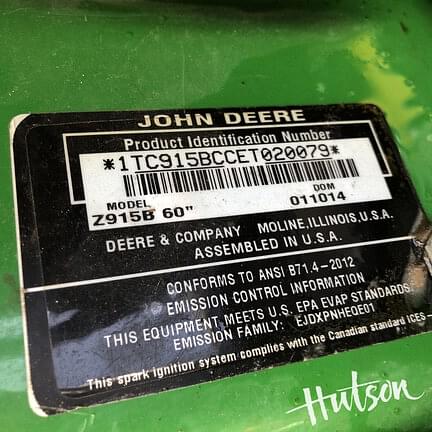 JOHN DEERE
Product Identification Number
*1TC915BCCET020079*
MODEL DOM
Z915B 60" 011014
DEERE & COMPANY MOLINE, ILLINOIS, U.S.A.
ASSEMBLED IN U.S.A.
CONFORMS TO ANSI B71.4-2012
EMISSION CONTROL INFORMATION
THIS EQUIPMENT MEETS U.S. EPA EVAP STANDARDS.
EMISSION FAMILY: EJDXPNHEQE01
This spark ignition system complies with the Canadian standard ICES-
Hutson